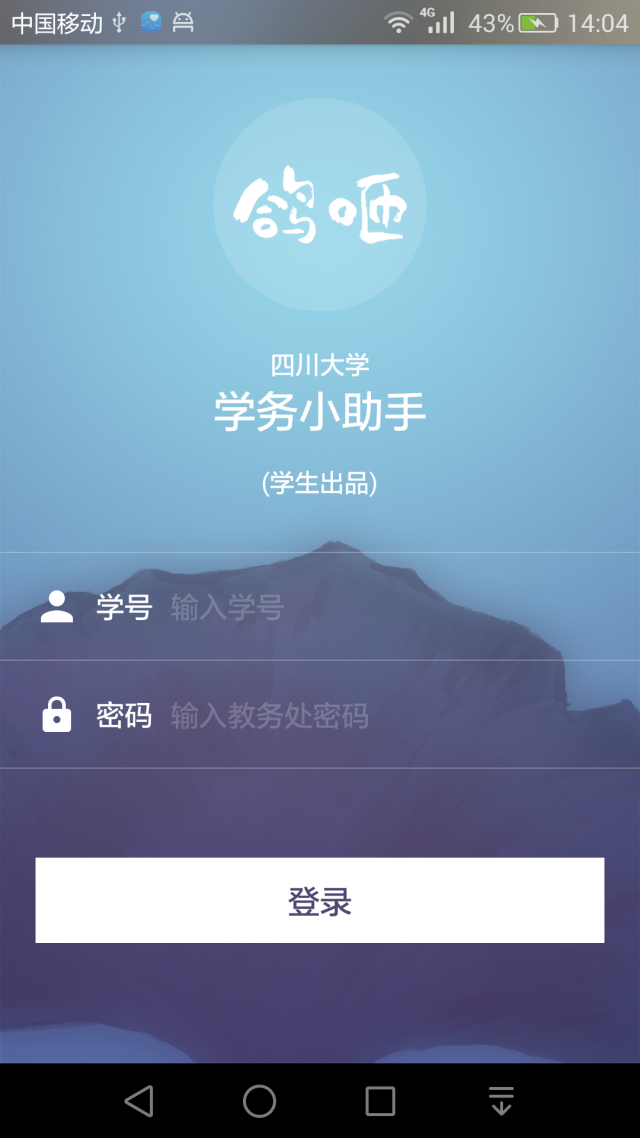 中国移动 4G 43% 14:04
鸽咂
四川大学
学务小助手
(学生出品)
学号 输入学号
密码 输入教务处密码
登录